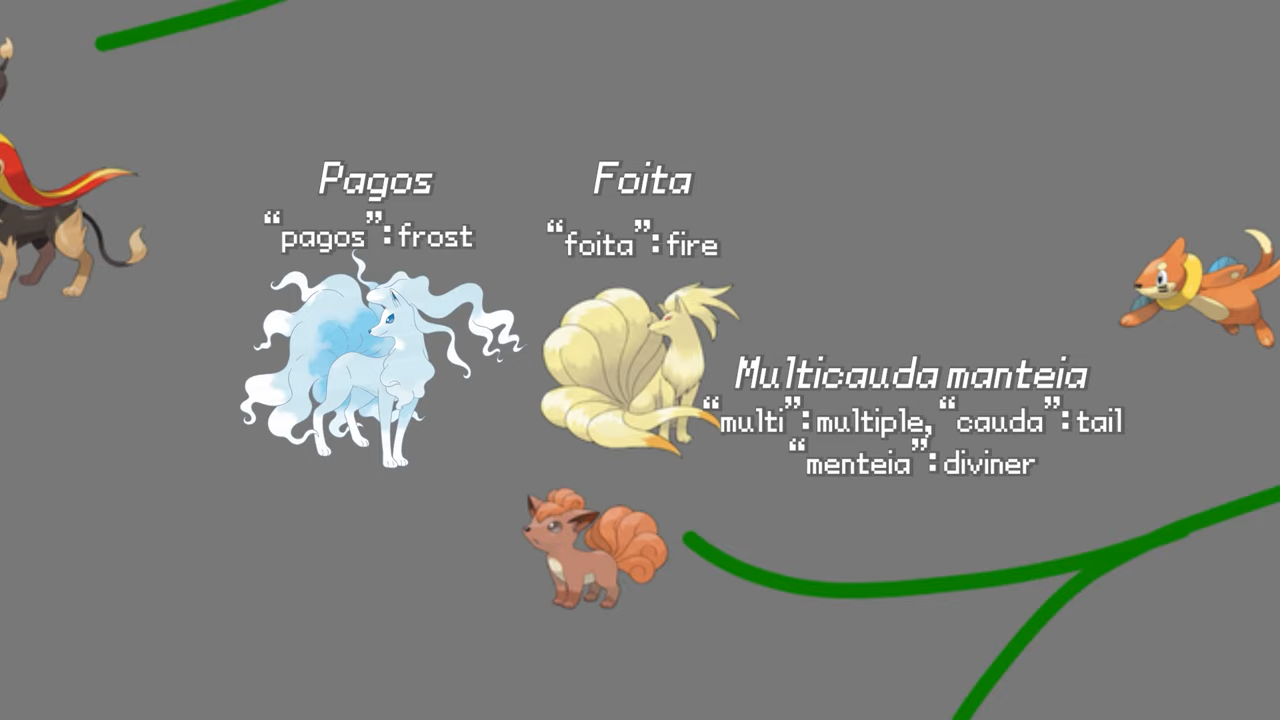 Pagos
“pagos”: frost
Foita
“foita”: fire
Multicauda manteia
“multi”: multiple, “cauda”: tail
“menteia”: diviner